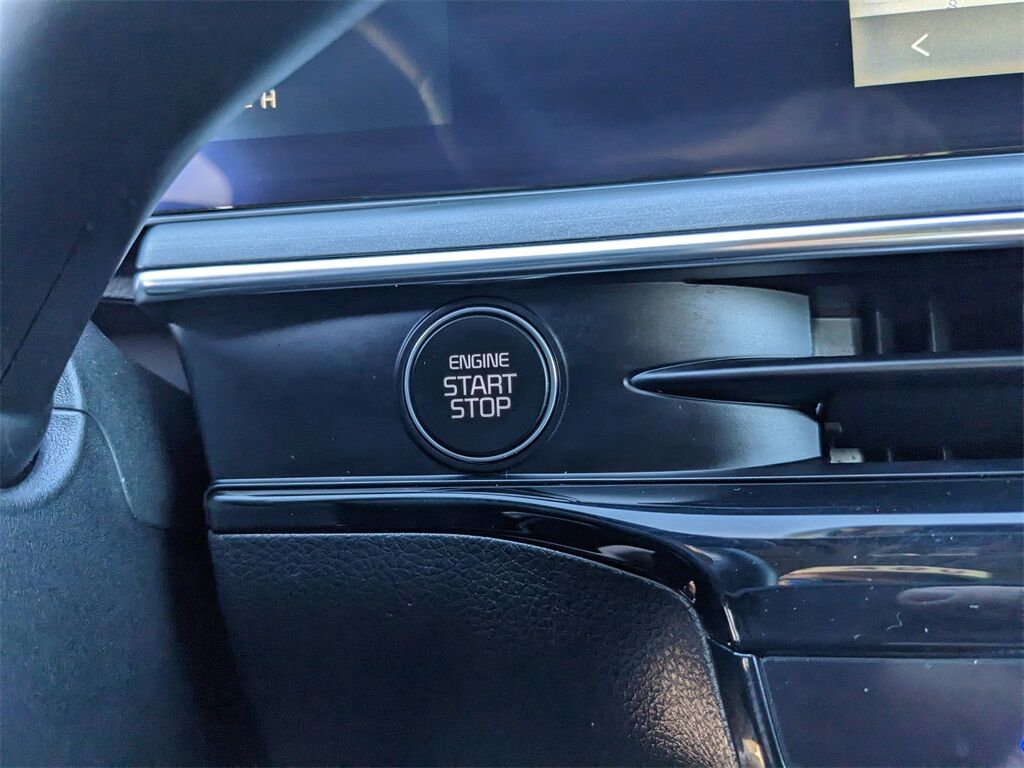 H
<
ENGINE
START
STOP